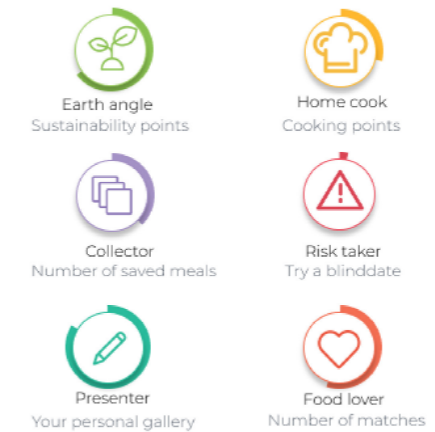 Earth angle
Sustainability points
Home cook
Cooking points
Collector
Number of saved meals
Risk taker
Try a blinddate
Presenter
Your personal gallery
Food lover
Number of matches